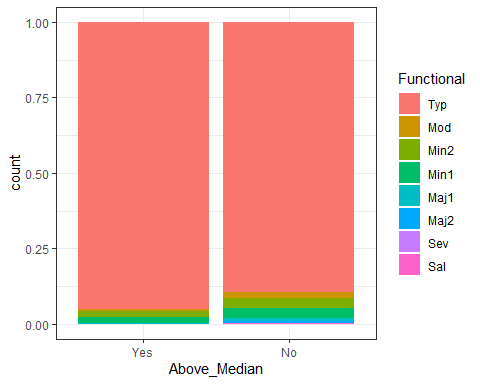 1.00
0.75
0.50
0.25
0.00
count
Yes
No
Above_Median
Functional
Typ
Mod
Min2
Min1
Maj1
Maj2
Sev
Sal